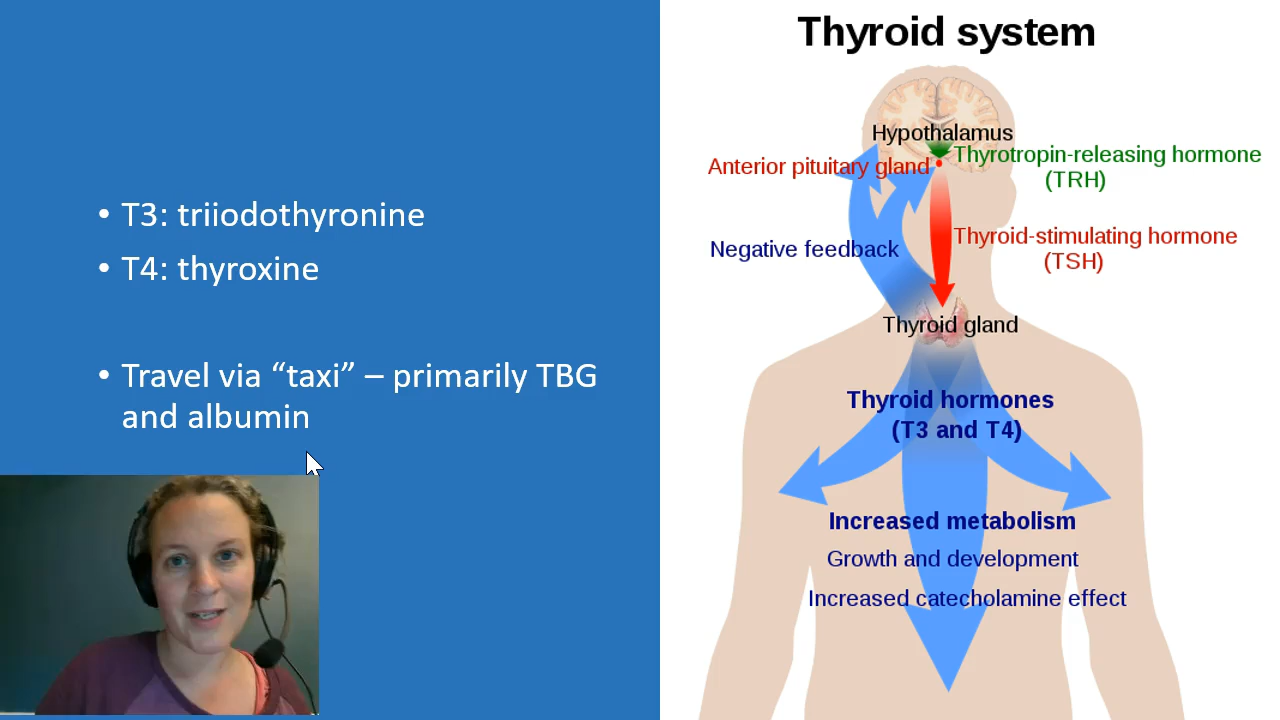 • T3: triiodothyronine
• T4: thyroxine
• Travel via “taxi” – primarily TBG
and albumin
Thyroid system
Hypothalamus
Thyrotropin-releasing hormone
(TRH)
Anterior pituitary gland
Thyroid-stimulating hormone
(TSH)
Negative feedback
Thyroid gland
Thyroid hormones
(T3 and T4)
Increased metabolism
Growth and development
Increased catecholamine effect